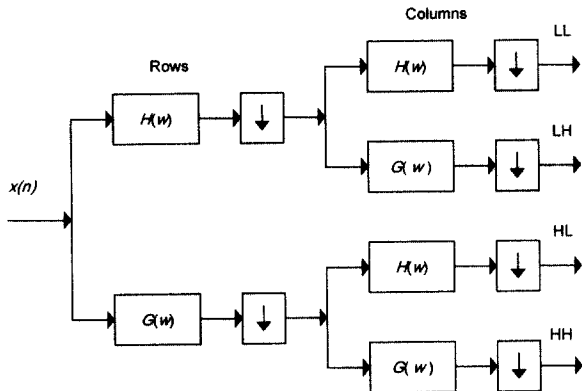 Columns
LL
Rows
H(w)
H(w)
LH
G( w)
x(n)
HL
H(w)
G(w)
HH
G( w)